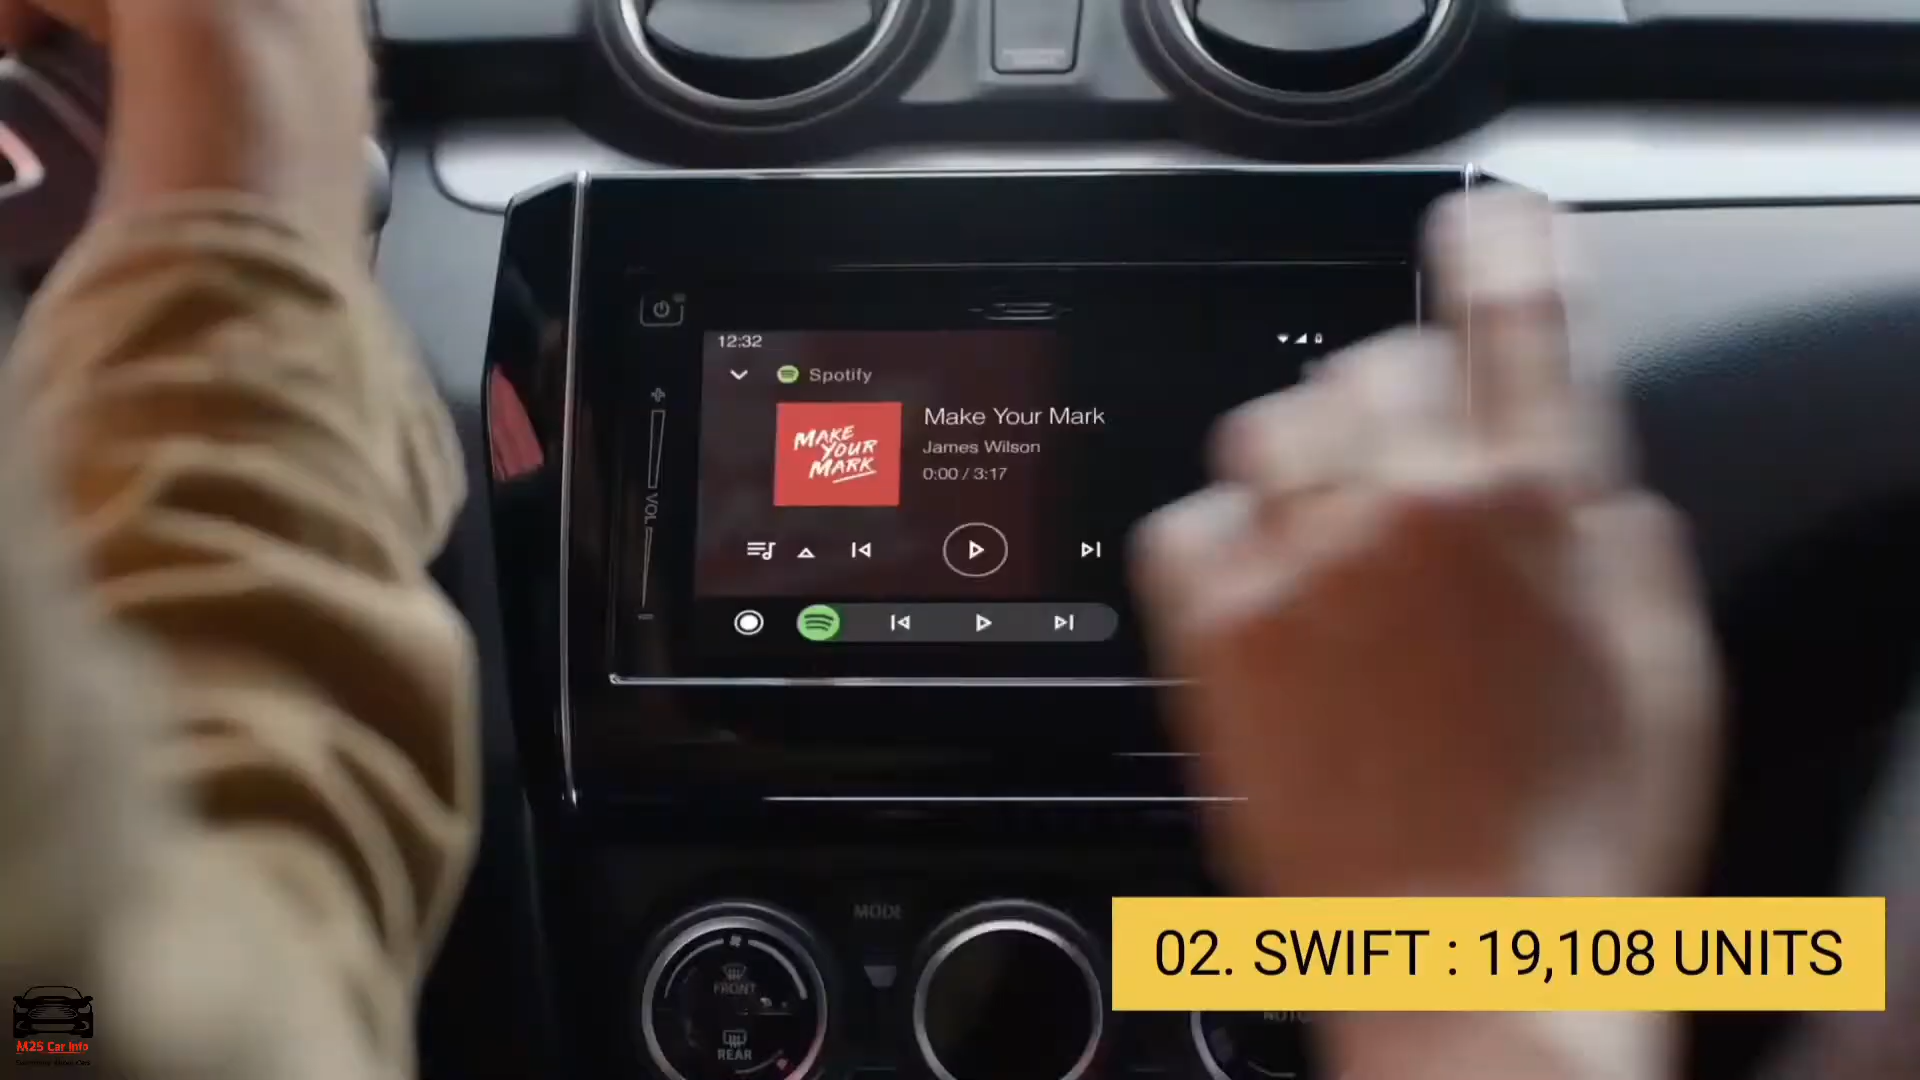 12:32
Spotify
MAKE
YOUR
MARK
Make Your Mark
James Wilson
0:00 / 3:17
VOL
MODE
FRONT
REAR
02. SWIFT : 19,108 UNITS
M25 Car Info